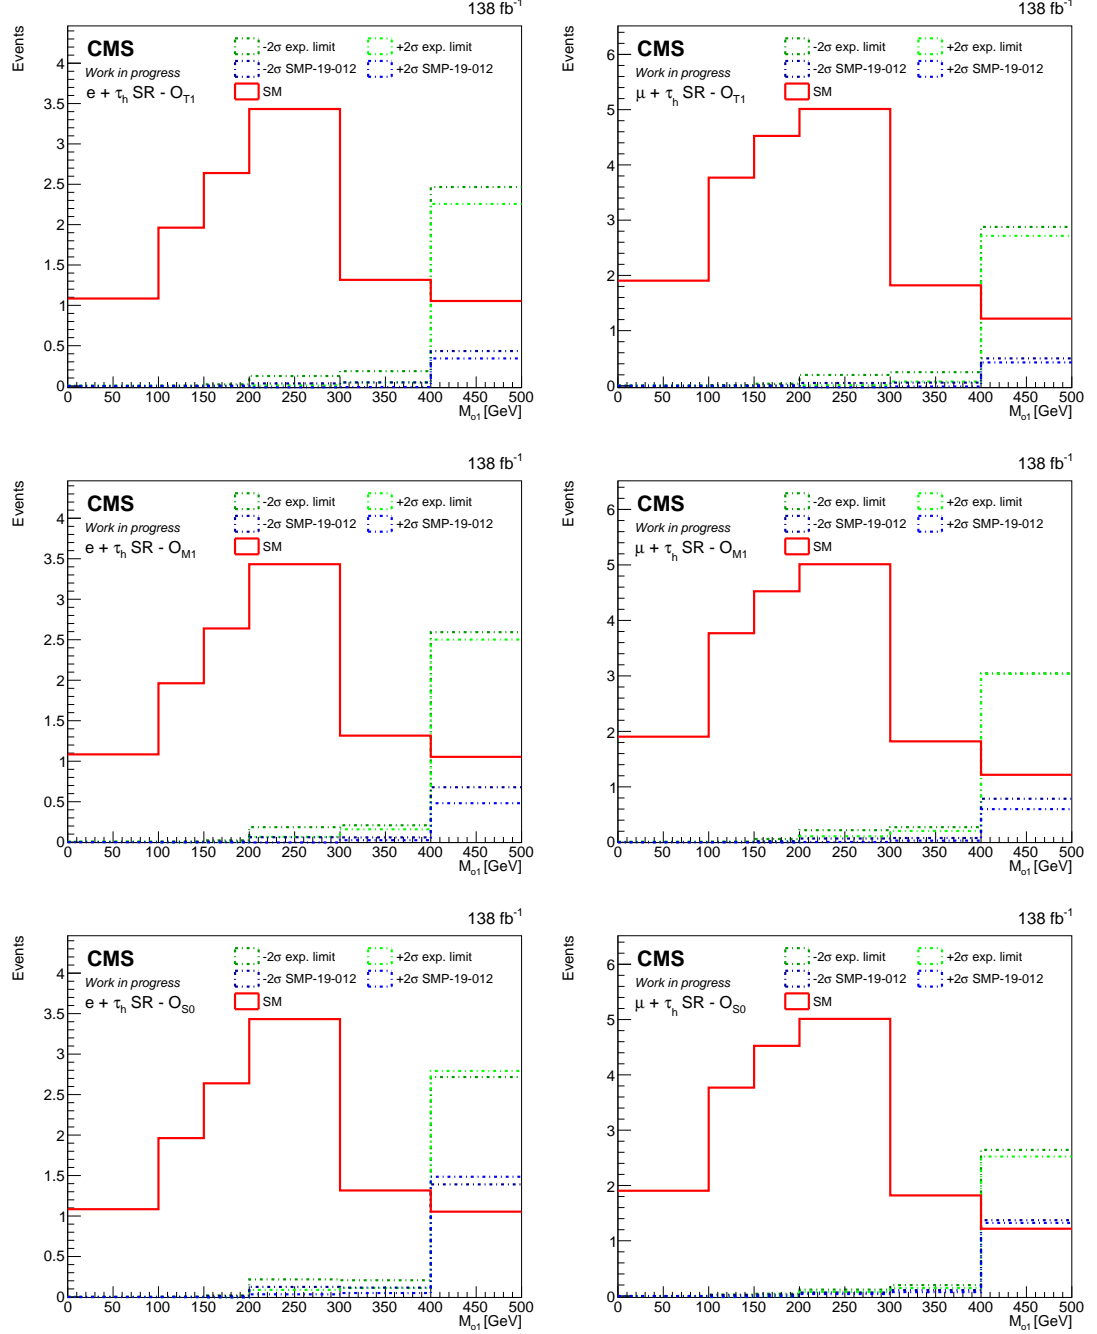 138 fb-1
Events
CMS
Work in progress
e + τh SR - OT1
-2σ exp. limit
+2σ exp. limit
-2σ SMP-19-012
+2σ SMP-19-012
SM
4
3.5
3
2.5
2
1.5
1
0.5
0
0 50 100 150 200 250 300 350 400 450 500
Mo1 [GeV]
138 fb-1
Events
CMS
Work in progress
μ + τh SR - OT1
-2σ exp. limit
+2σ exp. limit
-2σ SMP-19-012
+2σ SMP-19-012
SM
6
5
4
3
2
1
0
0 50 100 150 200 250 300 350 400 450 500
Mo1 [GeV]
138 fb-1
Events
CMS
Work in progress
e + τh SR - OM1
-2σ exp. limit
+2σ exp. limit
-2σ SMP-19-012
+2σ SMP-19-012
SM
4
3.5
3
2.5
2
1.5
1
0.5
0
0 50 100 150 200 250 300 350 400 450 500
Mo1 [GeV]
138 fb-1
Events
CMS
Work in progress
μ + τh SR - OM1
-2σ exp. limit
+2σ exp. limit
-2σ SMP-19-012
+2σ SMP-19-012
SM
6
5
4
3
2
1
0
0 50 100 150 200 250 300 350 400 450 500
Mo1 [GeV]
138 fb-1
Events
CMS
Work in progress
e + τh SR - OS0
-2σ exp. limit
+2σ exp. limit
-2σ SMP-19-012
+2σ SMP-19-012
SM
4
3.5
3
2.5
2
1.5
1
0.5
0
0 50 100 150 200 250 300 350 400 450 500
Mo1 [GeV]
138 fb-1
Events
CMS
Work in progress
μ + τh SR - OS0
-2σ exp. limit
+2σ exp. limit
-2σ SMP-19-012
+2σ SMP-19-012
SM
6
5
4
3
2
1
0
0 50 100 150 200 250 300 350 400 450 500
Mo1 [GeV]